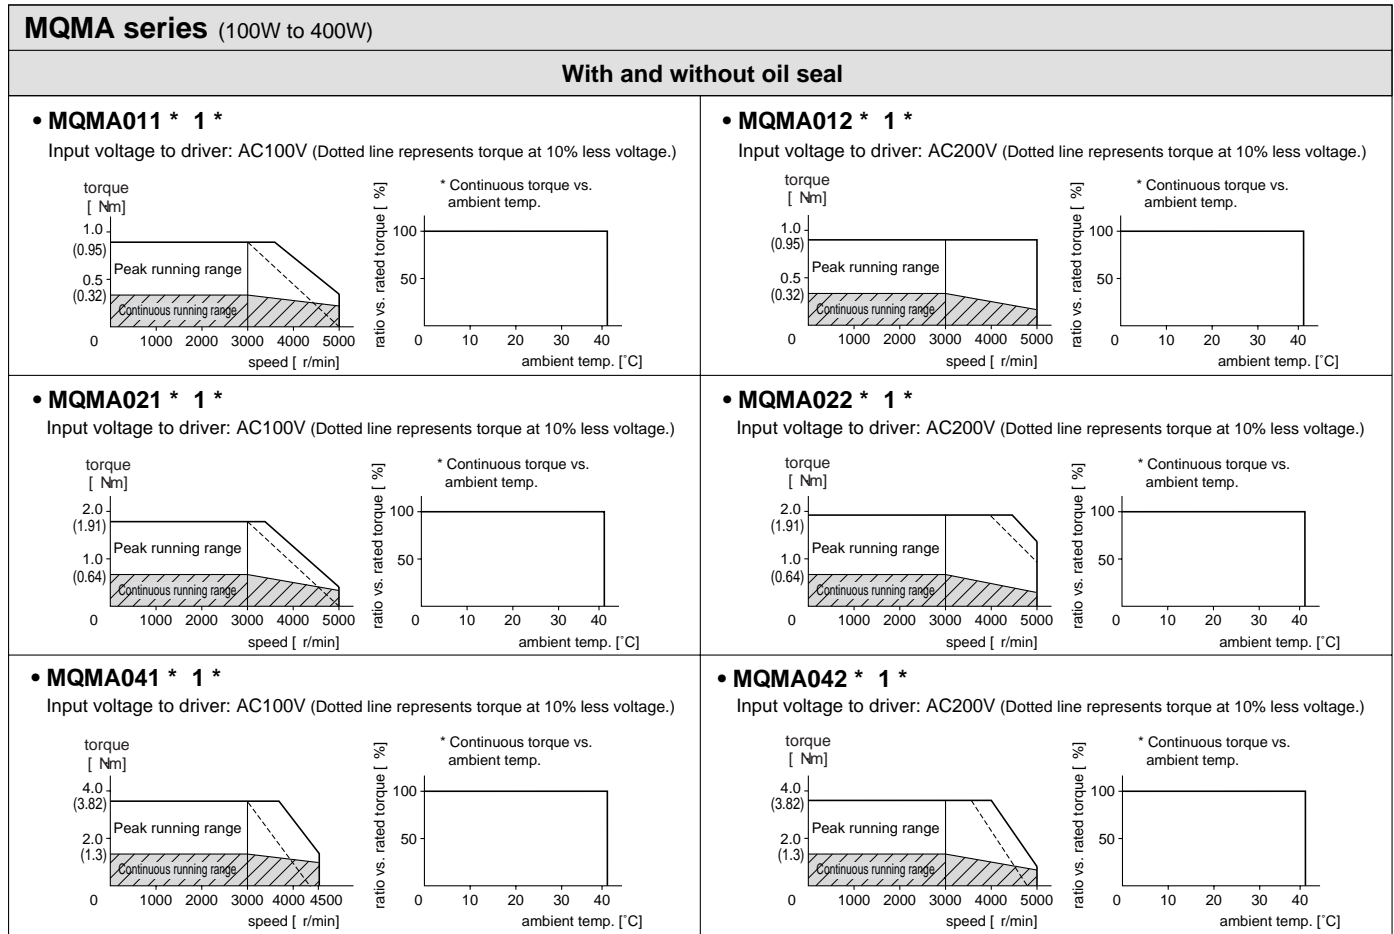 MQMA series (100W to 400W)
With and without oil seal
• MQMA011 * 1 *
Input voltage to driver: AC100V (Dotted line represents torque at 10% less voltage.)
torque
[ Nm]
1.0
(0.95)
Peak running range
0.5
(0.32)
Continuous running range
0 1000 2000 3000 4000 5000
speed [ r/min]
ratio vs. rated torque [ %]
* Continuous torque vs.
ambient temp.
100
50
0 10 20 30 40
ambient temp. [˚C]
• MQMA012 * 1 *
Input voltage to driver: AC200V (Dotted line represents torque at 10% less voltage.)
torque
[ Nm]
1.0
(0.95)
Peak running range
0.5
(0.32)
Continuous running range
0 1000 2000 3000 4000 5000
speed [ r/min]
ratio vs. rated torque [ %]
* Continuous torque vs.
ambient temp.
100
50
0 10 20 30 40
ambient temp. [˚C]
• MQMA021 * 1 *
Input voltage to driver: AC100V (Dotted line represents torque at 10% less voltage.)
torque
[ Nm]
2.0
(1.91)
Peak running range
1.0
(0.64)
Continuous running range
0 1000 2000 3000 4000 5000
speed [ r/min]
ratio vs. rated torque [ %]
* Continuous torque vs.
ambient temp.
100
50
0 10 20 30 40
ambient temp. [˚C]
• MQMA022 * 1 *
Input voltage to driver: AC200V (Dotted line represents torque at 10% less voltage.)
torque
[ Nm]
2.0
(1.91)
Peak running range
1.0
(0.64)
Continuous running range
0 1000 2000 3000 4000 5000
speed [ r/min]
ratio vs. rated torque [ %]
* Continuous torque vs.
ambient temp.
100
50
0 10 20 30 40
ambient temp. [˚C]
• MQMA041 * 1 *
Input voltage to driver: AC100V (Dotted line represents torque at 10% less voltage.)
torque
[ Nm]
4.0
(3.82)
Peak running range
2.0
(1.3)
Continuous running range
0 1000 2000 3000 4000 4500
speed [ r/min]
ratio vs. rated torque [ %]
* Continuous torque vs.
ambient temp.
100
50
0 10 20 30 40
ambient temp. [˚C]
• MQMA042 * 1 *
Input voltage to driver: AC200V (Dotted line represents torque at 10% less voltage.)
torque
[ Nm]
4.0
(3.82)
Peak running range
2.0
(1.3)
Continuous running range
0 1000 2000 3000 4000 5000
speed [ r/min]
ratio vs. rated torque [ %]
* Continuous torque vs.
ambient temp.
100
50
0 10 20 30 40
ambient temp. [˚C]